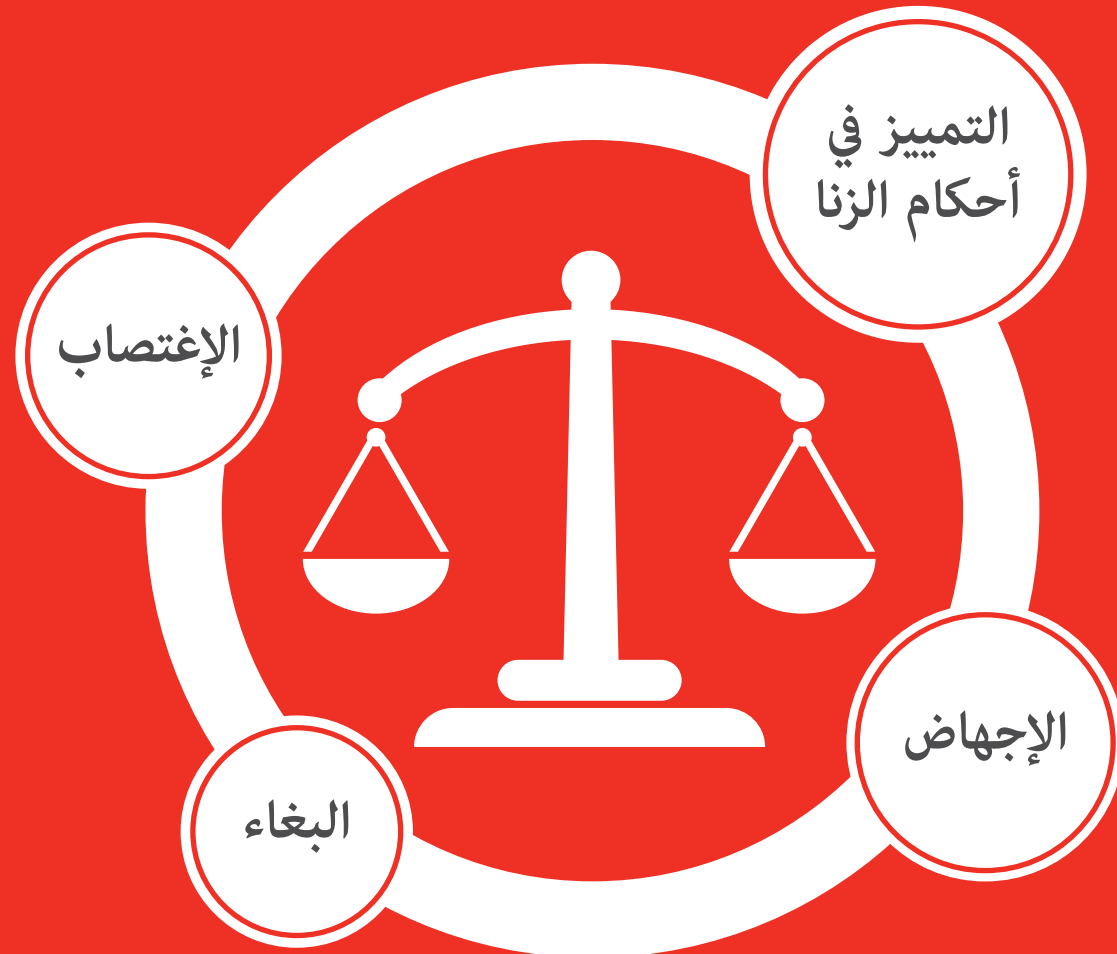 التمييز في
أحكام الزنا
الإغتصاب
الإجهاض
البغاء